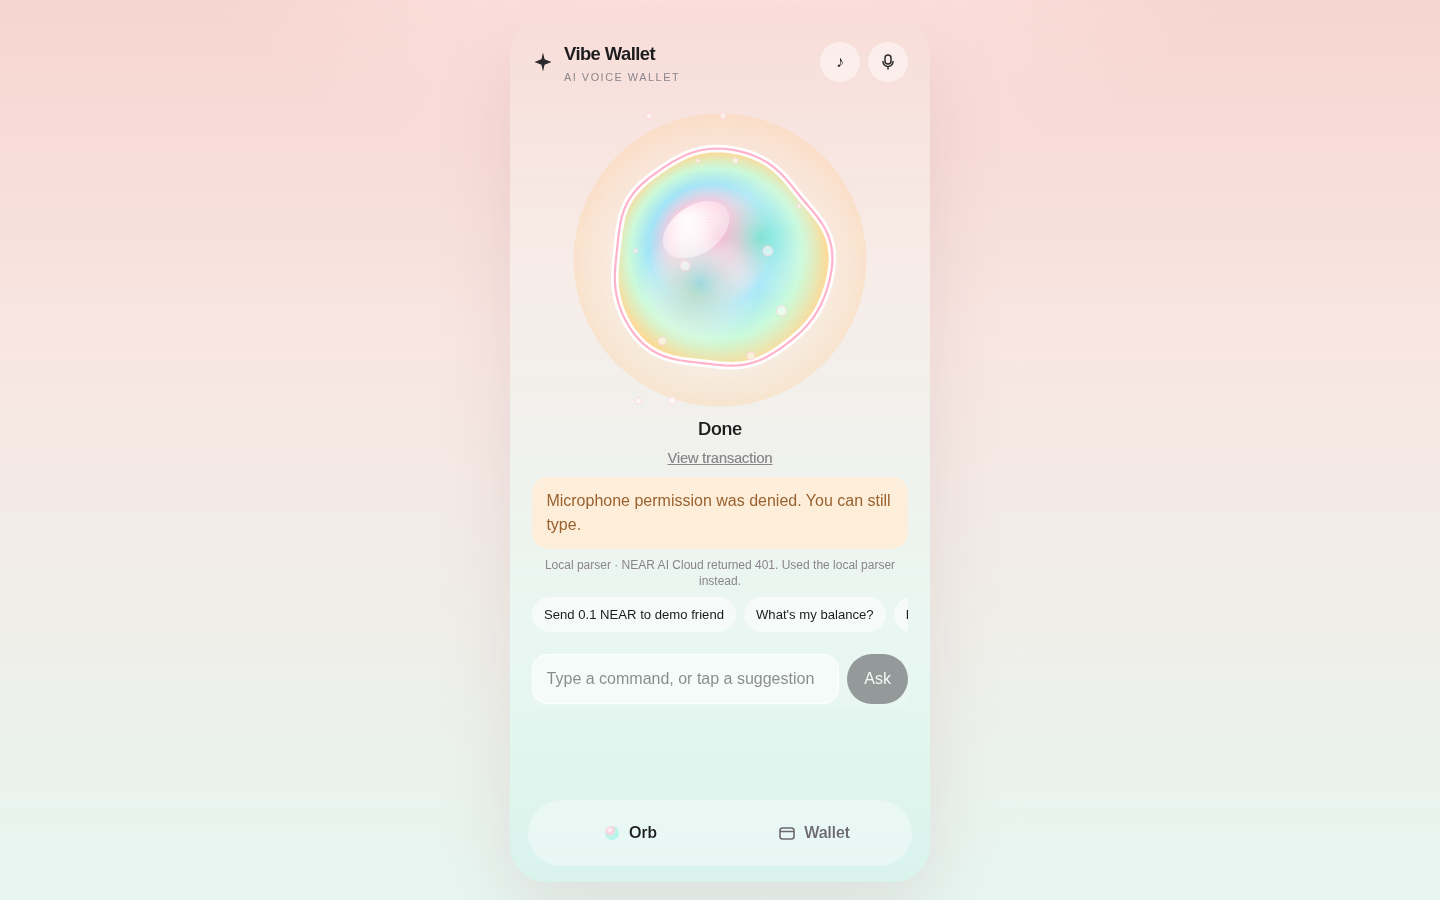 Vibe Wallet
AI VOICE WALLET
♪
Done
View transaction
Microphone permission was denied. You can still
type.
Local parser · NEAR AI Cloud returned 401. Used the local parser
instead.
Send 0.1 NEAR to demo friend
What's my balance?
Type a command, or tap a suggestion
Ask
Orb
Wallet